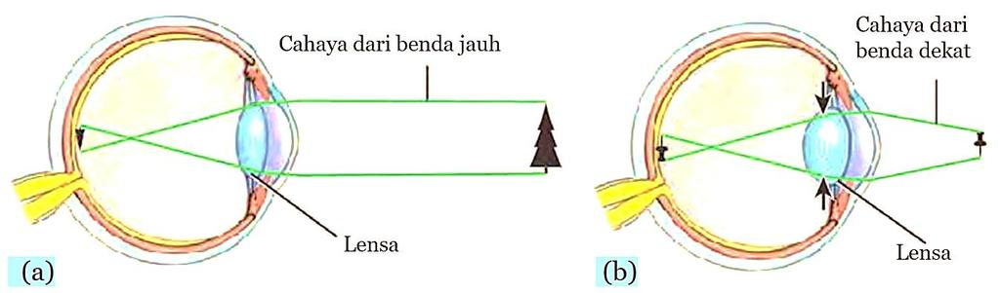 Cahaya dari benda jauh
Lensa
(a)
Cahaya dari
benda dekat
Lensa
(b)